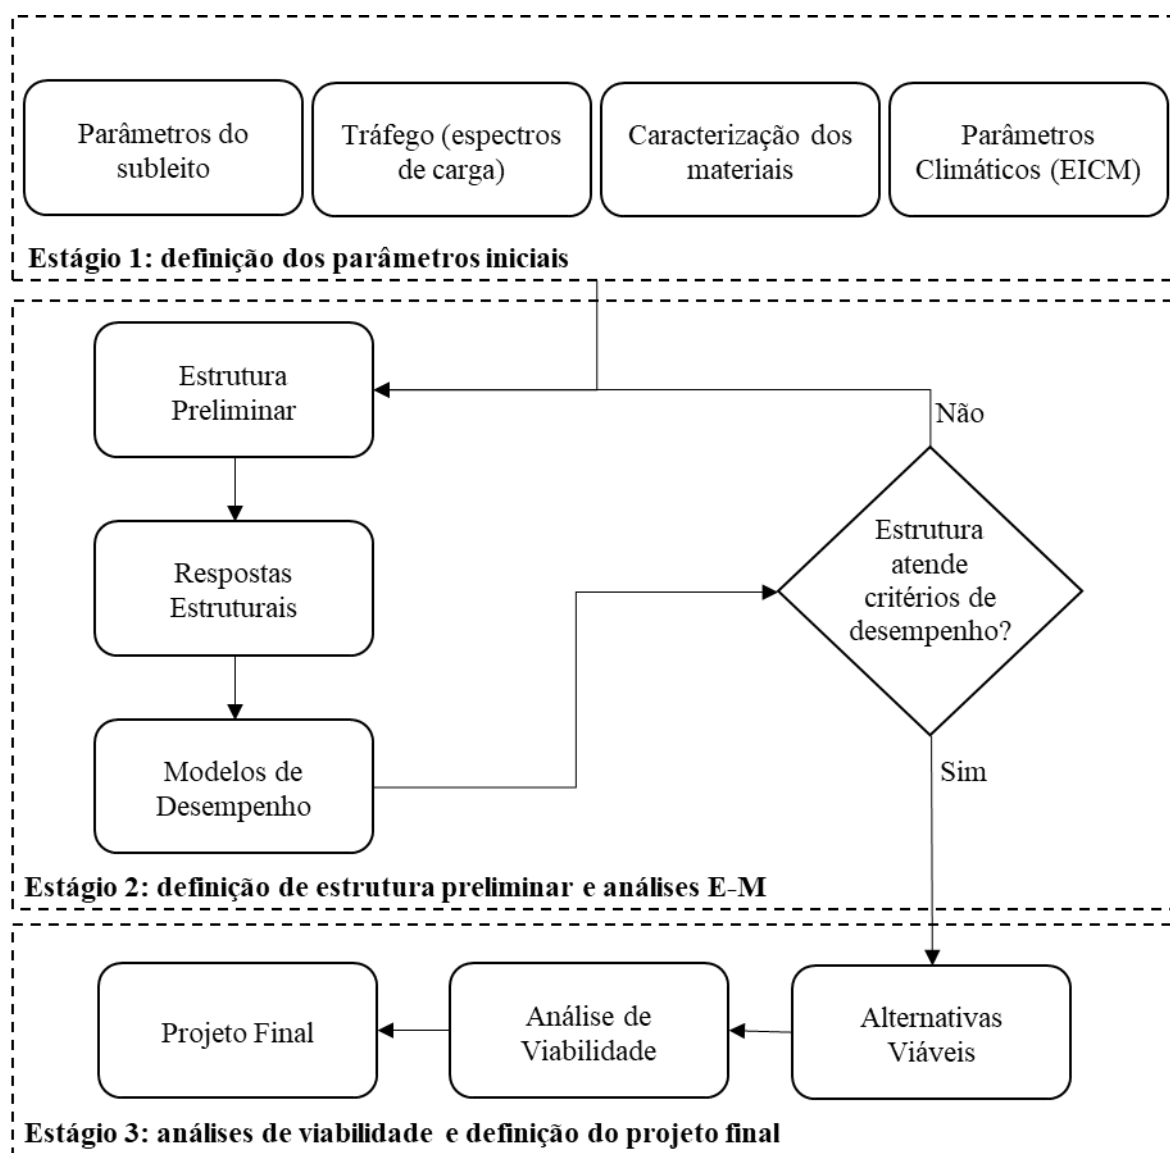 Parâmetros do
subleito
Tráfego (espectros
de carga)
Caracterização dos
materiais
Parâmetros
Climáticos (EICM)
Estágio 1: definição dos parâmetros iniciais
Estrutura
Preliminar
Não
Respostas
Estruturais
Estrutura
atende
critérios de
desempenho?
Modelos de
Desempenho
Sim
Estágio 2: definição de estrutura preliminar e análises E-M
Projeto Final
Análise de
Viabilidade
Alternativas
Viáveis
Estágio 3: análises de viabilidade e definição do projeto final